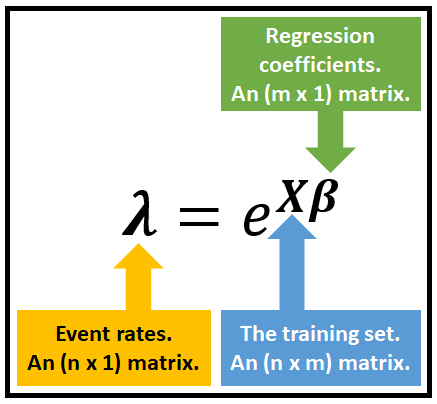 Regression
coefficients.
An (m x 1) matrix.
λ = e^Xβ
Event rates.
An (n x 1) matrix.
The training set.
An (n x m) matrix.